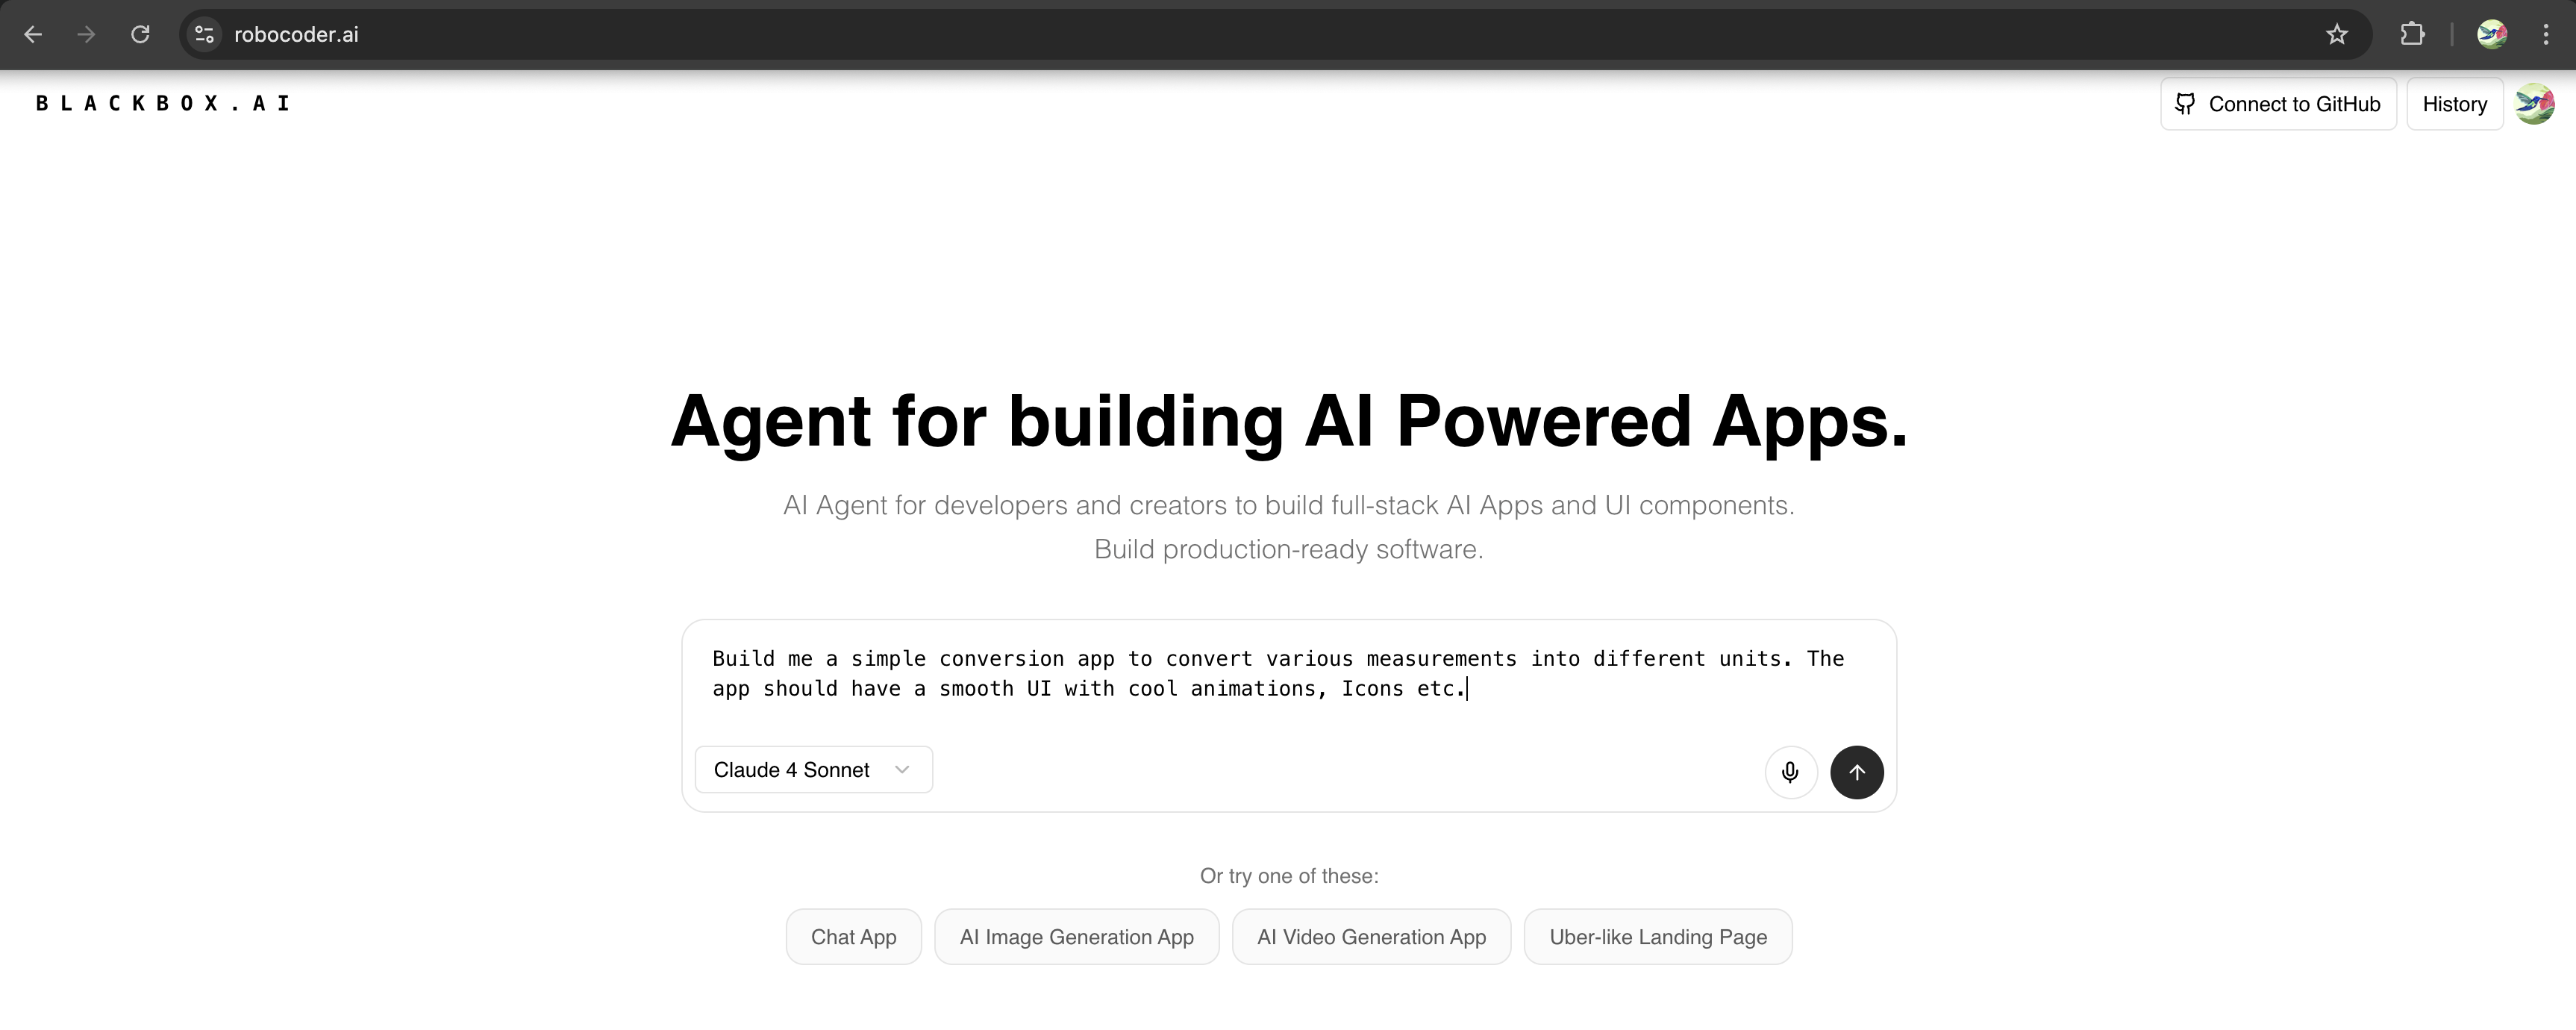 robocoder.ai
BLACKBOX.AI
Connect to GitHub
History
Agent for building AI Powered Apps.
AI Agent for developers and creators to build full-stack AI Apps and UI components.
Build production-ready software.
Build me a simple conversion app to convert various measurements into different units. The
app should have a smooth UI with cool animations, Icons etc.
Claude 4 Sonnet
Or try one of these:
Chat App
AI Image Generation App
AI Video Generation App
Uber-like Landing Page